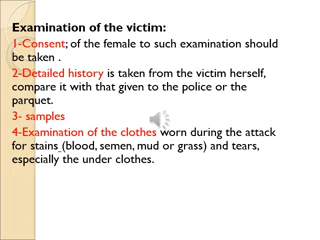 Examination of the victim:
1-Consent; of the female to such examination should
be taken .
2-Detailed history is taken from the victim herself,
compare it with that given to the police or the
parquet.
3- samples
4-Examination of the clothes worn during the attack
for stains (blood, semen, mud or grass) and tears,
especially the under clothes.